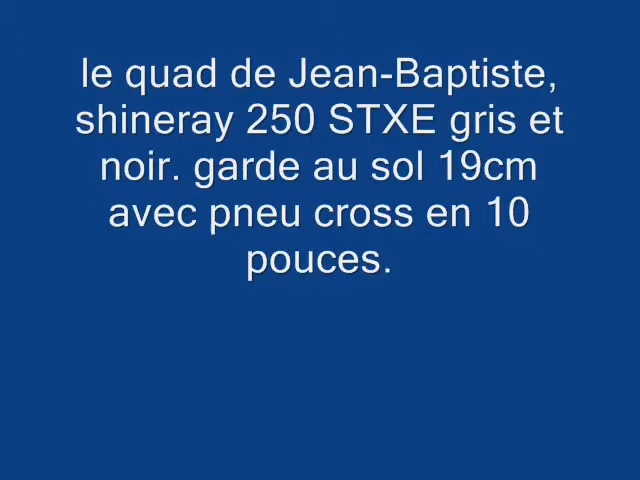 le quad de Jean-Baptiste,
shineray 250 STXE gris et
noir. garde au sol 19cm
avec pneu cross en 10
pouces.